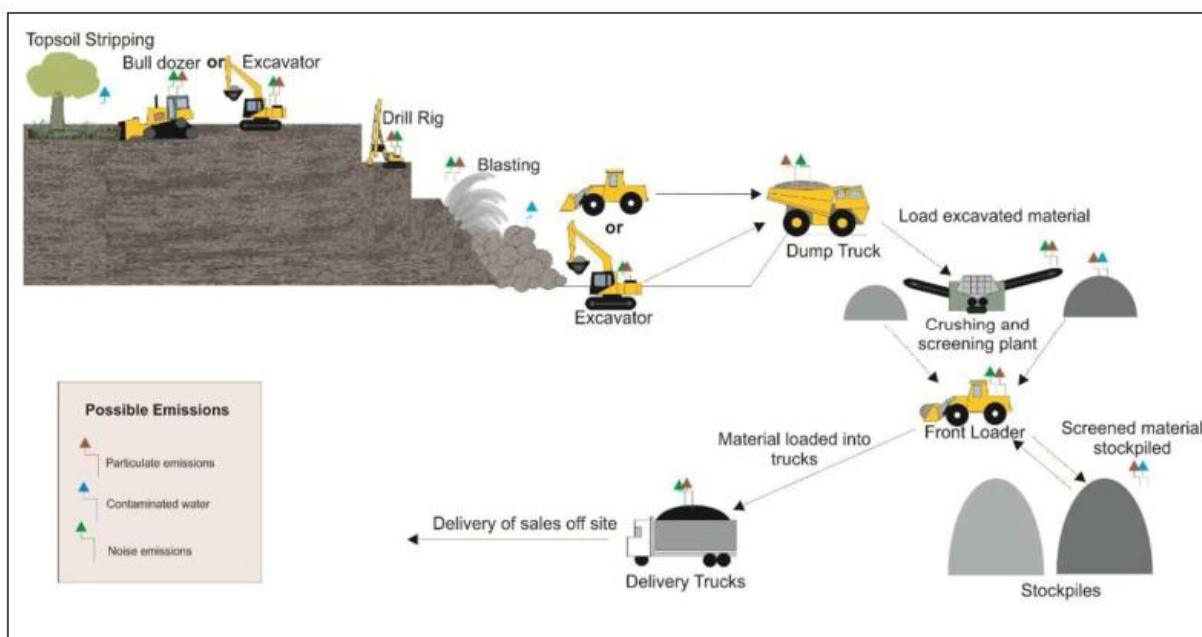 Topsoil Stripping
Bull dozer or Excavator
Drill Rig
Blasting
or
Excavator
Dump Truck
Load excavated material
Crushing and
screening plant
Front Loader
Screened material
stockpiled
Material loaded into
trucks
Stockpiles
Delivery of sales off site
Delivery Trucks
Possible Emissions
Particulate emissions
Contaminated water
Noise emissions